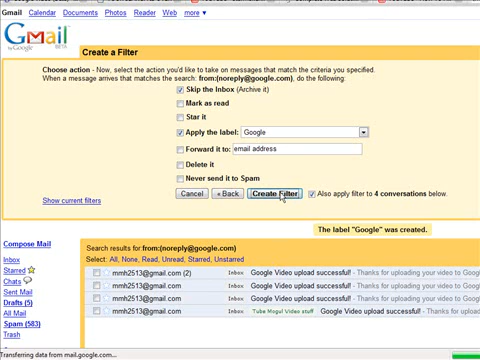 Gmail Calendar Documents Photos Reader Web more ▼
Gmail
by Google BETA
Create a Filter
Choose action - Now, select the action you'd like to take on messages that match the criteria you specified.
When a message arrives that matches the search: from:(noreply@google.com), do the following:
Skip the Inbox (Archive it)
Mark as read
Star it
Apply the label: Google
Forward it to: email address
Delete it
Never send it to Spam
Show current filters
Cancel « Back Create Filter Also apply filter to 4 conversations below.
The label "Google" was created.
Compose Mail
Inbox
Starred
Chats
Sent Mail
Drafts (5)
All Mail
Spam (583)
Trash
Search results for: from:(noreply@google.com)
Select: All, None, Read, Unread, Starred, Unstarred
mmh2513@gmail.com (2) Inbox Google Video upload successful! - Thanks for uploading your video to Google
mmh2513@gmail.com Inbox Google Video upload successful! - Thanks for uploading your video to Googl
mmh2513@gmail.com Inbox Google Video upload successful! - Thanks for uploading your video to Googl
mmh2513@gmail.com Inbox Tube Mogul Video stuff Google Video upload successful! - Thanks for
Transferring data from mail.google.com...